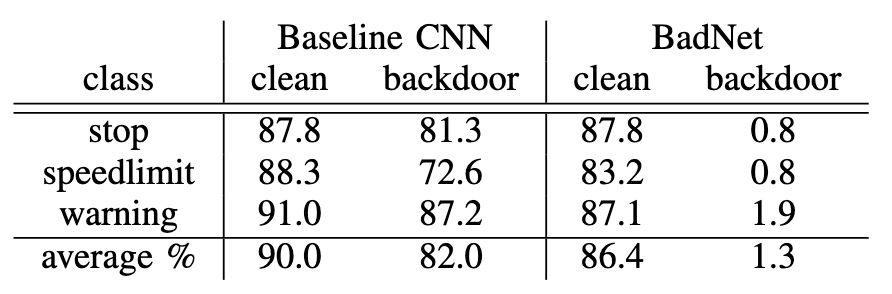 Baseline CNN BadNet
class clean backdoor clean backdoor
stop 87.8 81.3 87.8 0.8
speedlimit 88.3 72.6 83.2 0.8
warning 91.0 87.2 87.1 1.9
average % 90.0 82.0 86.4 1.3